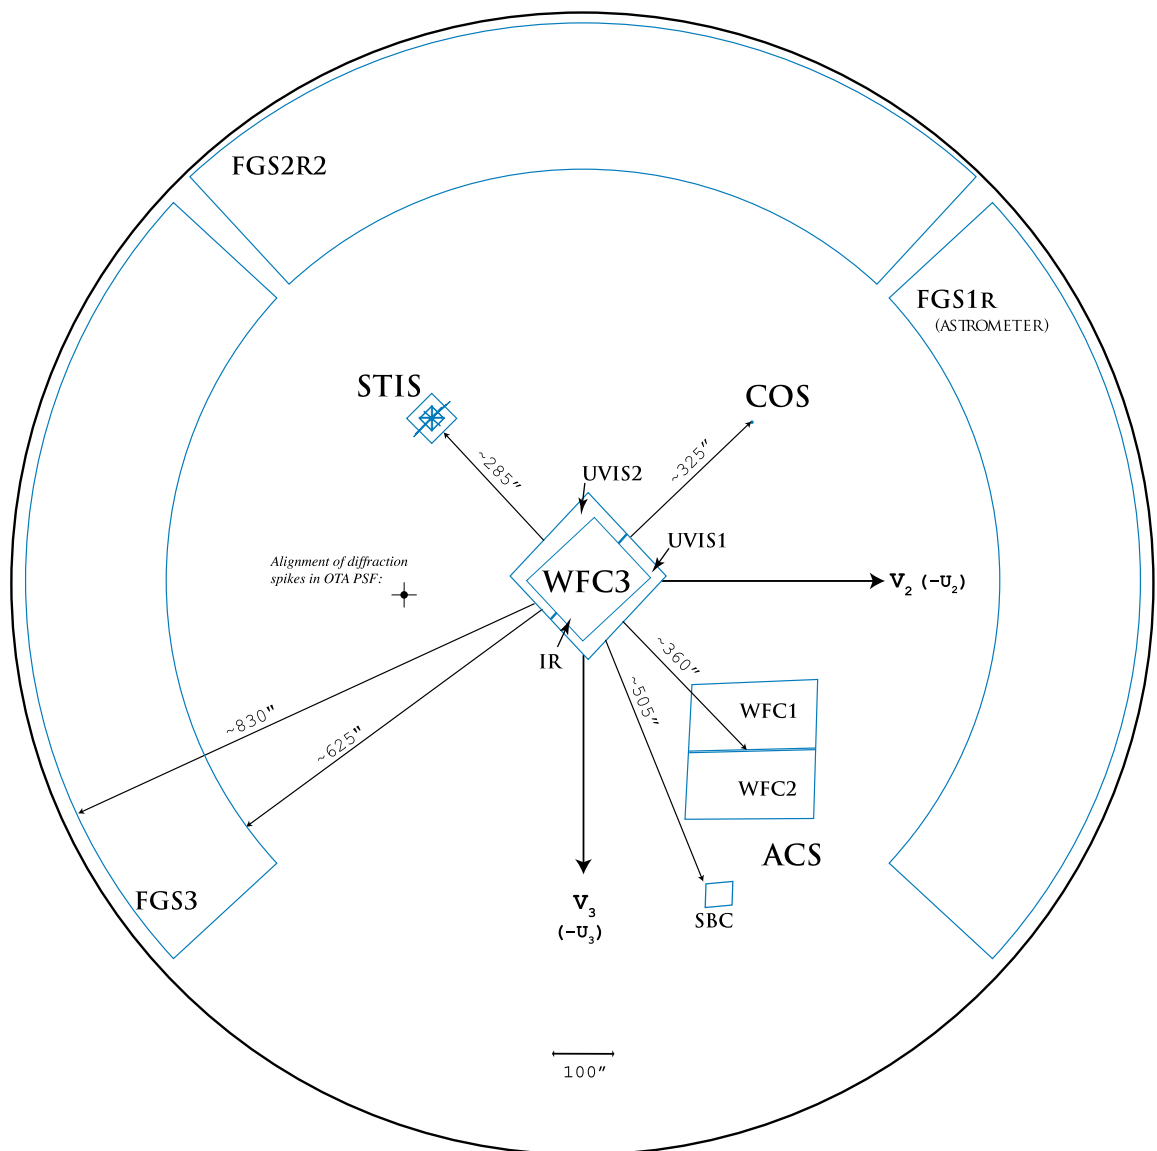 FGS2R2
FGS1R
(ASTROMETER)
STIS
COS
~285″
~325″
UVIS2
UVIS1
Alignment of diffraction
spikes in OTA PSF:
WFC3
V2 (-U2)
IR
~360″
~505″
~830″
~625″
WFC1
WFC2
ACS
FGS3
V3
(-U3)
SBC
100″